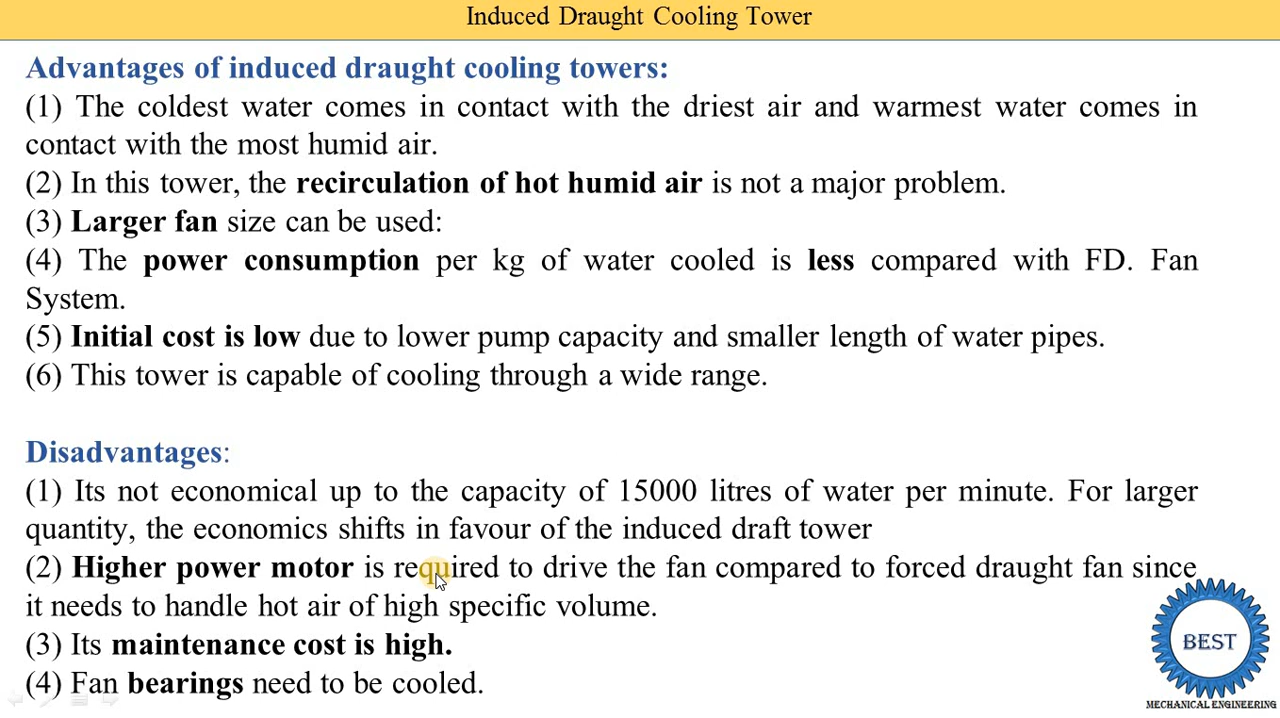 Induced Draught Cooling Tower
Advantages of induced draught cooling towers:
(1) The coldest water comes in contact with the driest air and warmest water comes in
contact with the most humid air.
(2) In this tower, the recirculation of hot humid air is not a major problem.
(3) Larger fan size can be used:
(4) The power consumption per kg of water cooled is less compared with FD. Fan
System.
(5) Initial cost is low due to lower pump capacity and smaller length of water pipes.
(6) This tower is capable of cooling through a wide range.
Disadvantages:
(1) Its not economical up to the capacity of 15000 litres of water per minute. For larger
quantity, the economics shifts in favour of the induced draft tower
(2) Higher power motor is required to drive the fan compared to forced draught fan since
it needs to handle hot air of high specific volume.
(3) Its maintenance cost is high.
(4) Fan bearings need to be cooled.
BEST
MECHANICAL ENGINEERING